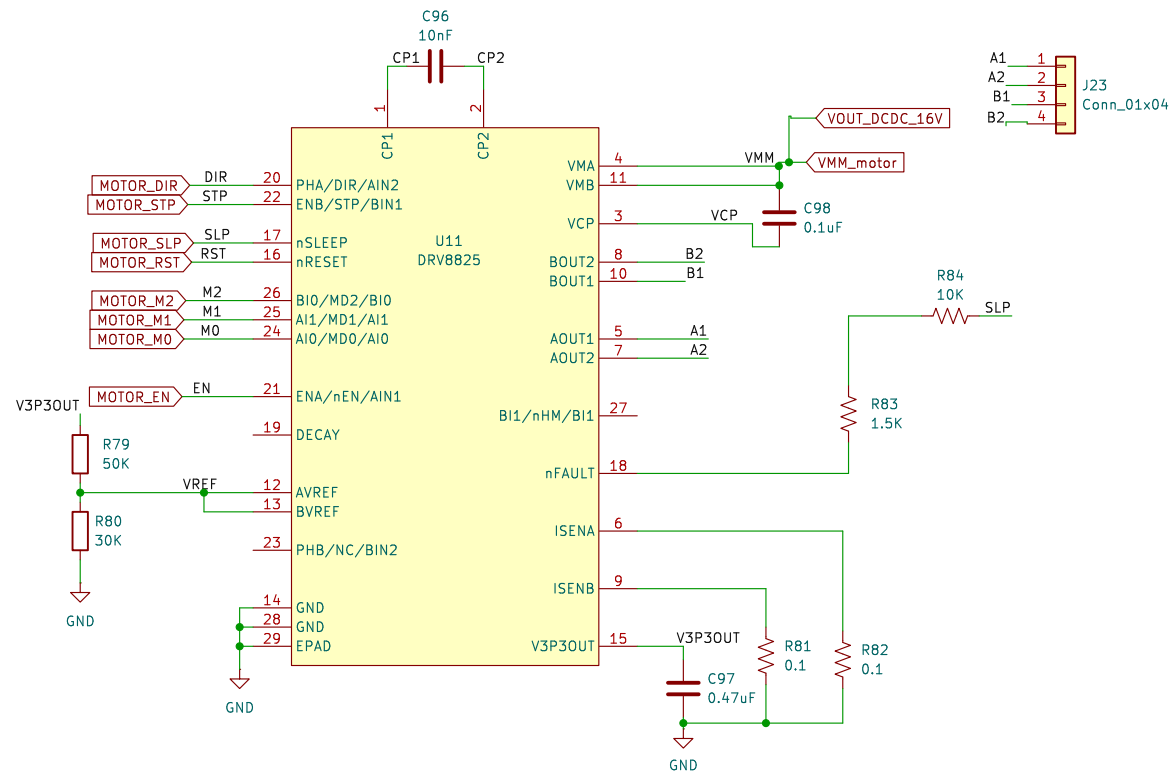 C96
10nF
CP1
CP2
1
2
CP1
CP2
A1
A2
B1
B2
1
2
3
4
J23
Conn_01x04
VOUT_DCDC_16V
VMM_motor
VMM
VMA
4
VMB
11
VCP
3
VCP
C98
0.1uF
MOTOR_DIR
DIR
20
PHA/DIR/AIN2
MOTOR_STP
STP
22
ENB/STP/BIN1
MOTOR_SLP
SLP
17
nSLEEP
MOTOR_RST
RST
16
nRESET
U11
DRV8825
BOUT2
8
B2
BOUT1
10
B1
MOTOR_M2
M2
26
BI0/MD2/BI0
MOTOR_M1
M1
25
AI1/MD1/AI1
MOTOR_M0
M0
24
AI0/MD0/AI0
AOUT1
5
A1
AOUT2
7
A2
R84
10K
SLP
MOTOR_EN
EN
21
ENA/nEN/AIN1
V3P3OUT
BI1/nHM/BI1
27
R83
1.5K
19
DECAY
R79
50K
nFAULT
18
VREF
12
AVREF
13
BVREF
R80
30K
ISENA
6
23
PHB/NC/BIN2
ISENB
9
GND
14
GND
28
GND
29
EPAD
V3P3OUT
15
V3P3OUT
R81
0.1
R82
0.1
C97
0.47uF
GND
GND